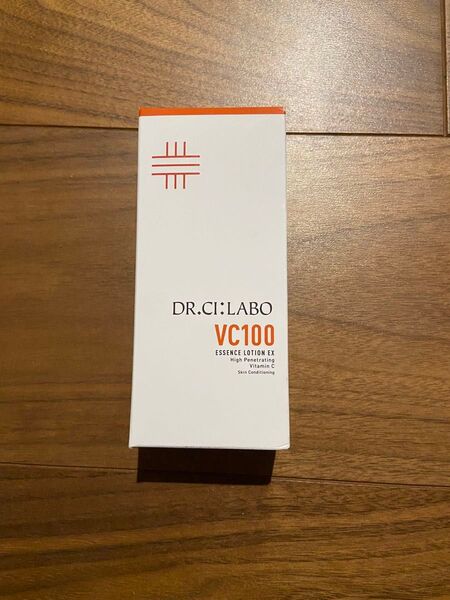 DR.CI:LABO
VC100
ESSENCE LOTION EX
High Penetrating
Vitamin C
Skin Conditioning